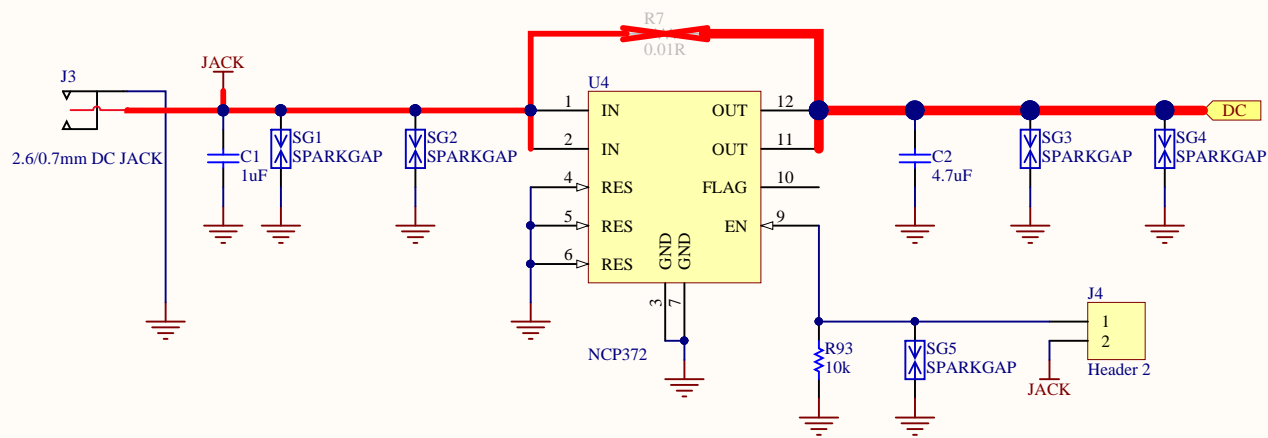 R7
0.01R
JACK
J3
2.6/0.7mm DC JACK
C1
1uF
SG1
SPARKGAP
SG2
SPARKGAP
U4
1
IN
2
IN
4
RES
5
RES
6
RES
OUT
12
OUT
11
FLAG
10
EN
9
GND
GND
3
7
NCP372
C2
4.7uF
SG3
SPARKGAP
SG4
SPARKGAP
DC
R93
10k
SG5
SPARKGAP
J4
1
2
Header 2
JACK